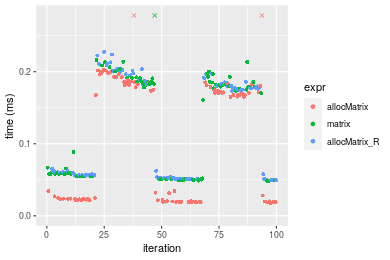 0.2
0.1
0.0
time (ms)
0
25
50
75
100
iteration
expr
allocMatrix
matrix
allocMatrix_R